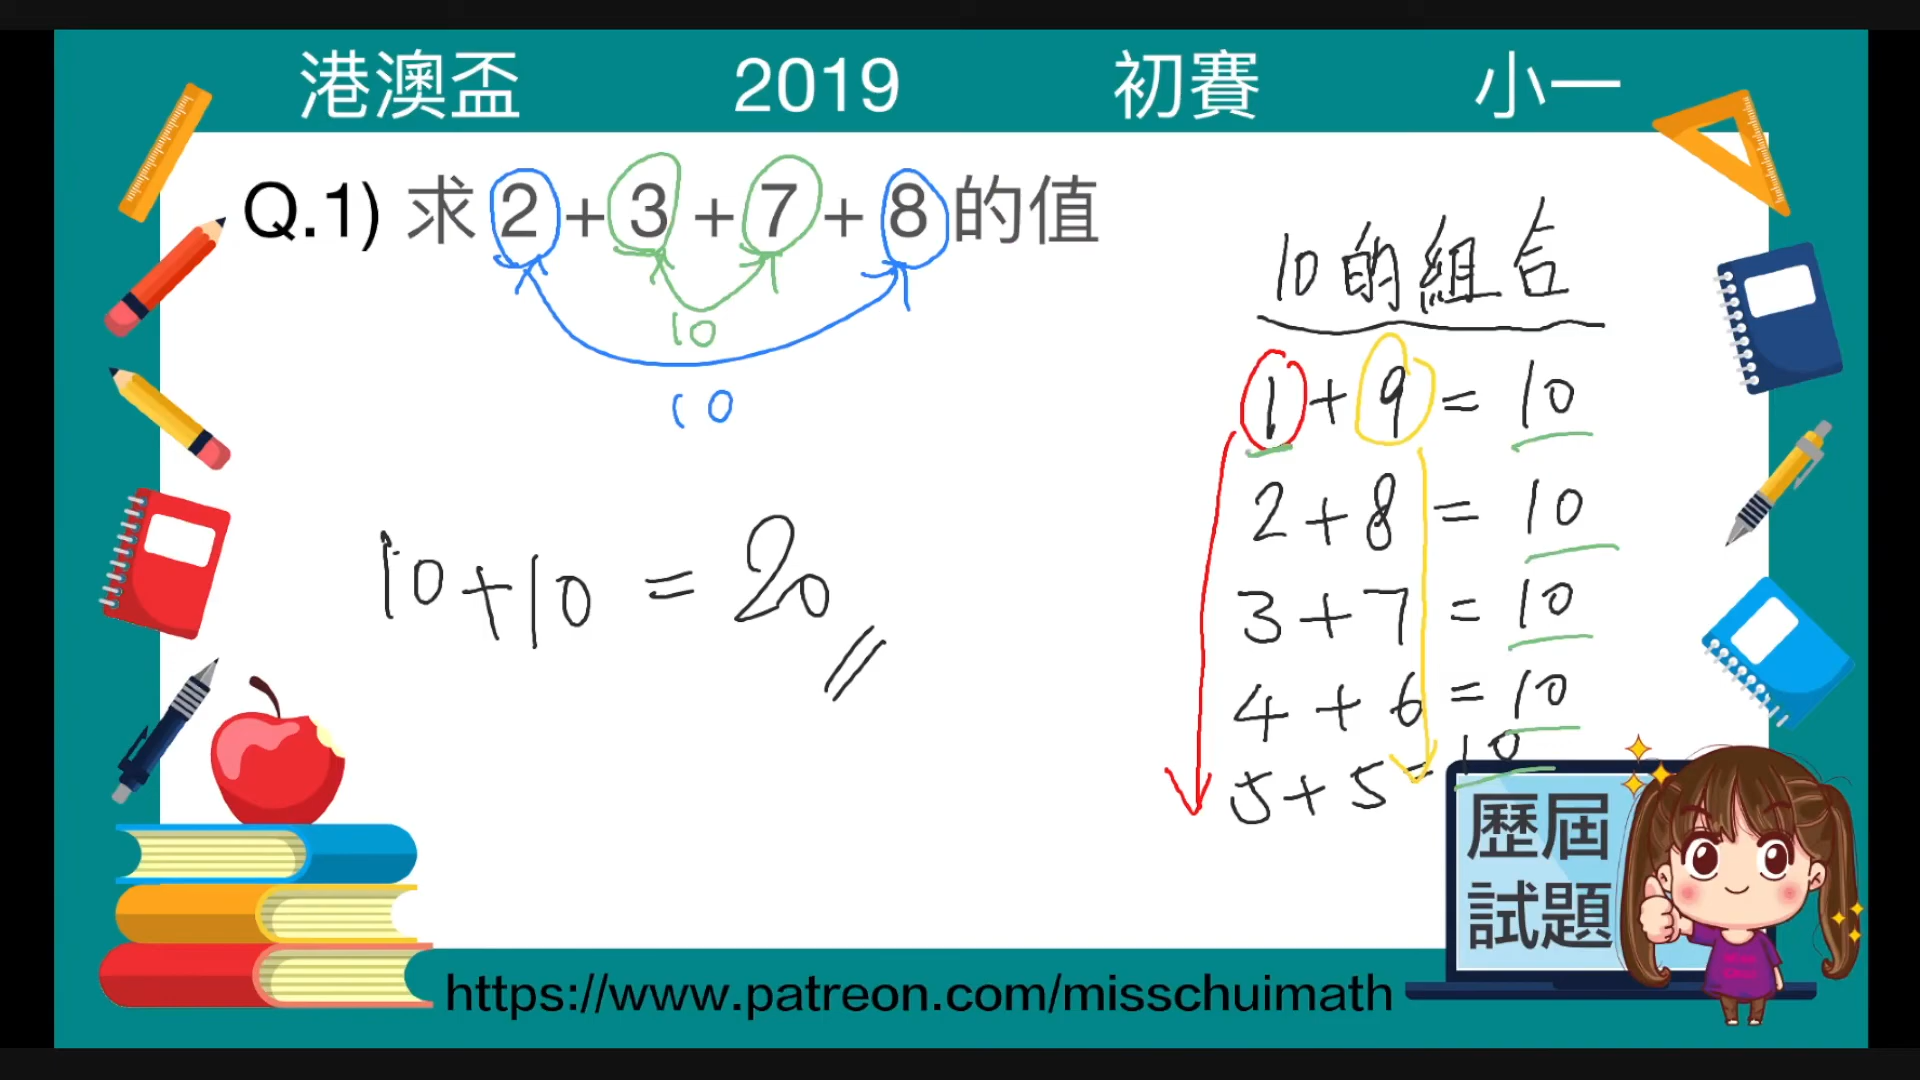 港澳盃 2019 初賽 小一
Q.1) 求 2 + 3 + 7 + 8 的值
10
10
10+10 = 20
10的組合
1 + 9 = 10
2 + 8 = 10
3 + 7 = 10
4 + 6 = 10
5 + 5 = 10
歷屆
試題
https://www.patreon.com/misschuimath